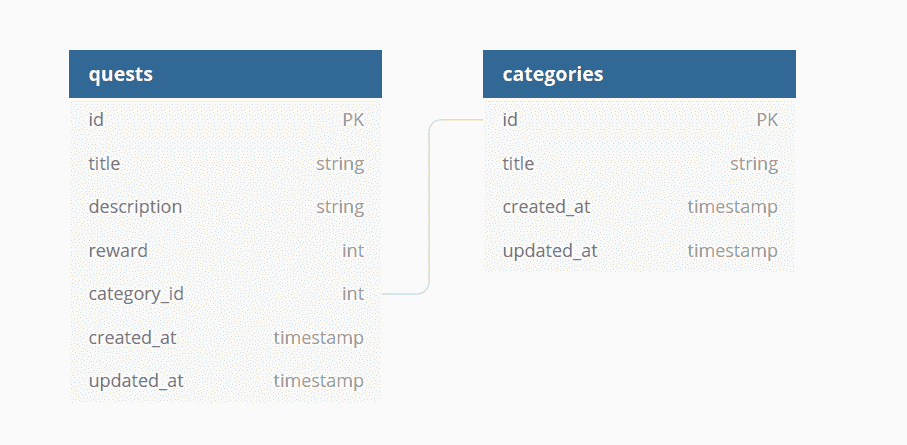 quests
id PK
title string
description string
reward int
category_id int
created_at timestamp
updated_at timestamp
categories
id PK
title string
created_at timestamp
updated_at timestamp